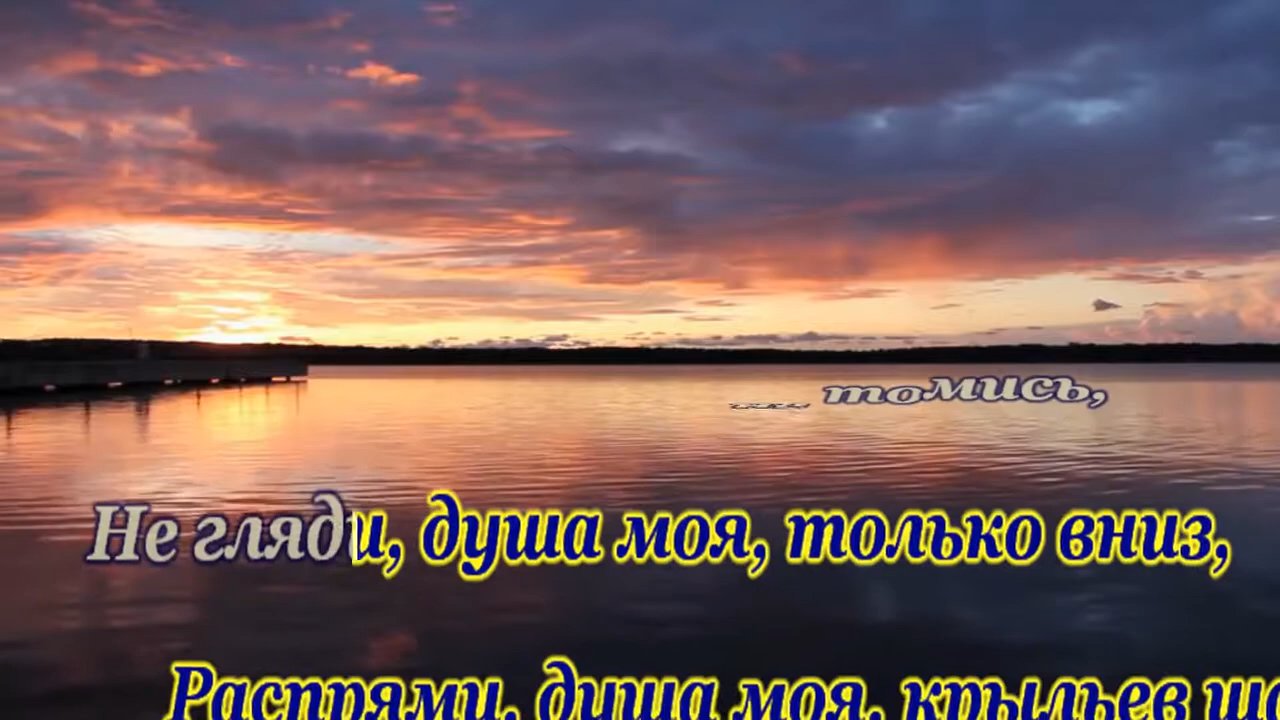 томись,
Не гляди, душа моя, только вниз,
Распрями, душа моя, крыльев